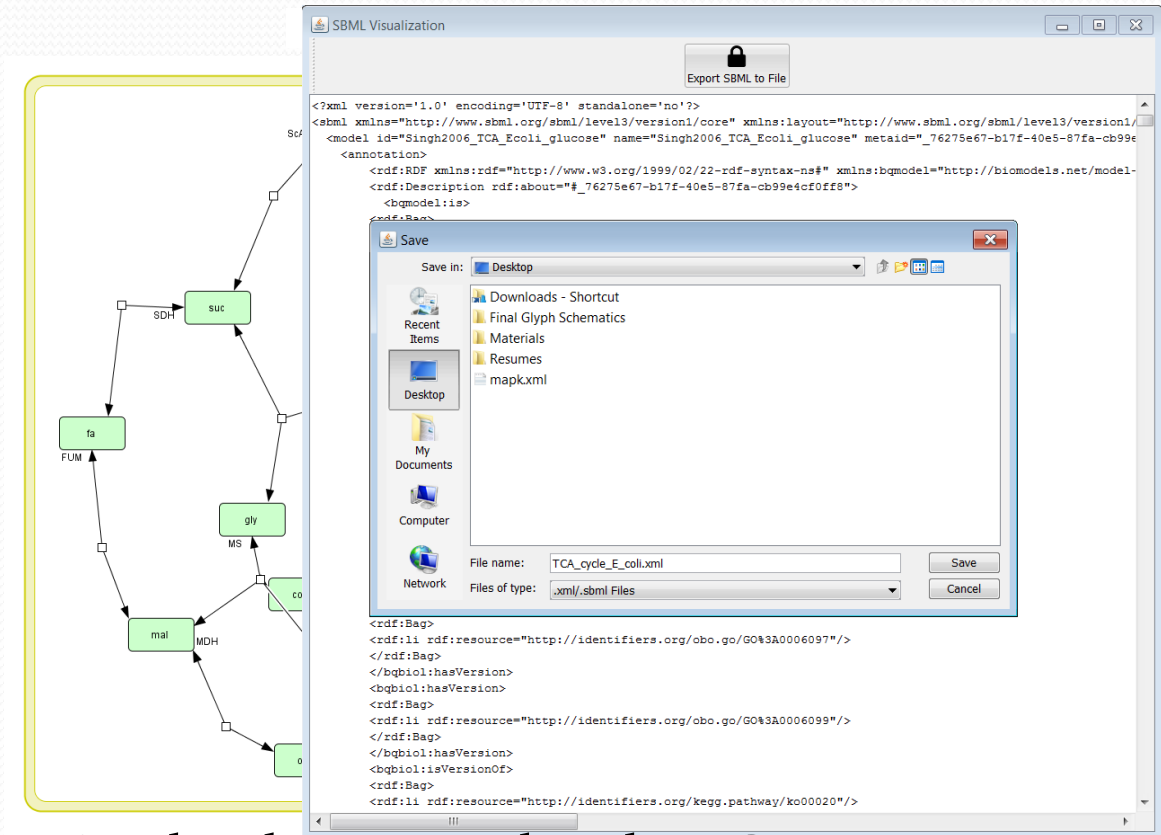 SBML Visualization
Export SBML to File
<?xml version='1.0' encoding='UTF-8' standalone='no'?>
<sbml xmlns="http://www.sbml.org/sbml/level3/version1/core" xmlns:layout="http://www.sbml.org/sbml/level3/version1/
<model id="Singh2006_TCA_Ecoli_glucose" name="Singh2006_TCA_Ecoli_glucose" metaid="_76275e67-b17f-40e5-87fa-cb99e
<annotation>
<rdf:RDF xmlns:rdf="http://www.w3.org/1999/02/22-rdf-syntax-ns#" xmlns:bqmodel="http://biomodels.net/model-
<rdf:Description rdf:about="#_76275e67-b17f-40e5-87fa-cb99e4cf0ff8">
<bqmodel:is>
<rdf:Bag>
Save
Save in:
Desktop
Recent Items
Desktop
My Documents
Computer
Network
Downloads - Shortcut
Final Glyph Schematics
Materials
Resumes
mapk.xml
File name:
TCA_cycle_E_coli.xml
Save
Files of type:
.xml/.sbml Files
Cancel
<rdf:Bag>
<rdf:li rdf:resource="http://identifiers.org/obo.go/GO%3A0006097"/>
</rdf:Bag>
</bqbiol:hasVersion>
<bqbiol:hasVersion>
<rdf:Bag>
<rdf:li rdf:resource="http://identifiers.org/obo.go/GO%3A0006099"/>
</rdf:Bag>
</bqbiol:hasVersion>
<bqbiol:isVersionOf>
<rdf:Bag>
<rdf:li rdf:resource="http://identifiers.org/kegg.pathway/ko00020"/>
ScA
SDH
suc
fa
FUM
gly
MS
co
mal
MDH
o